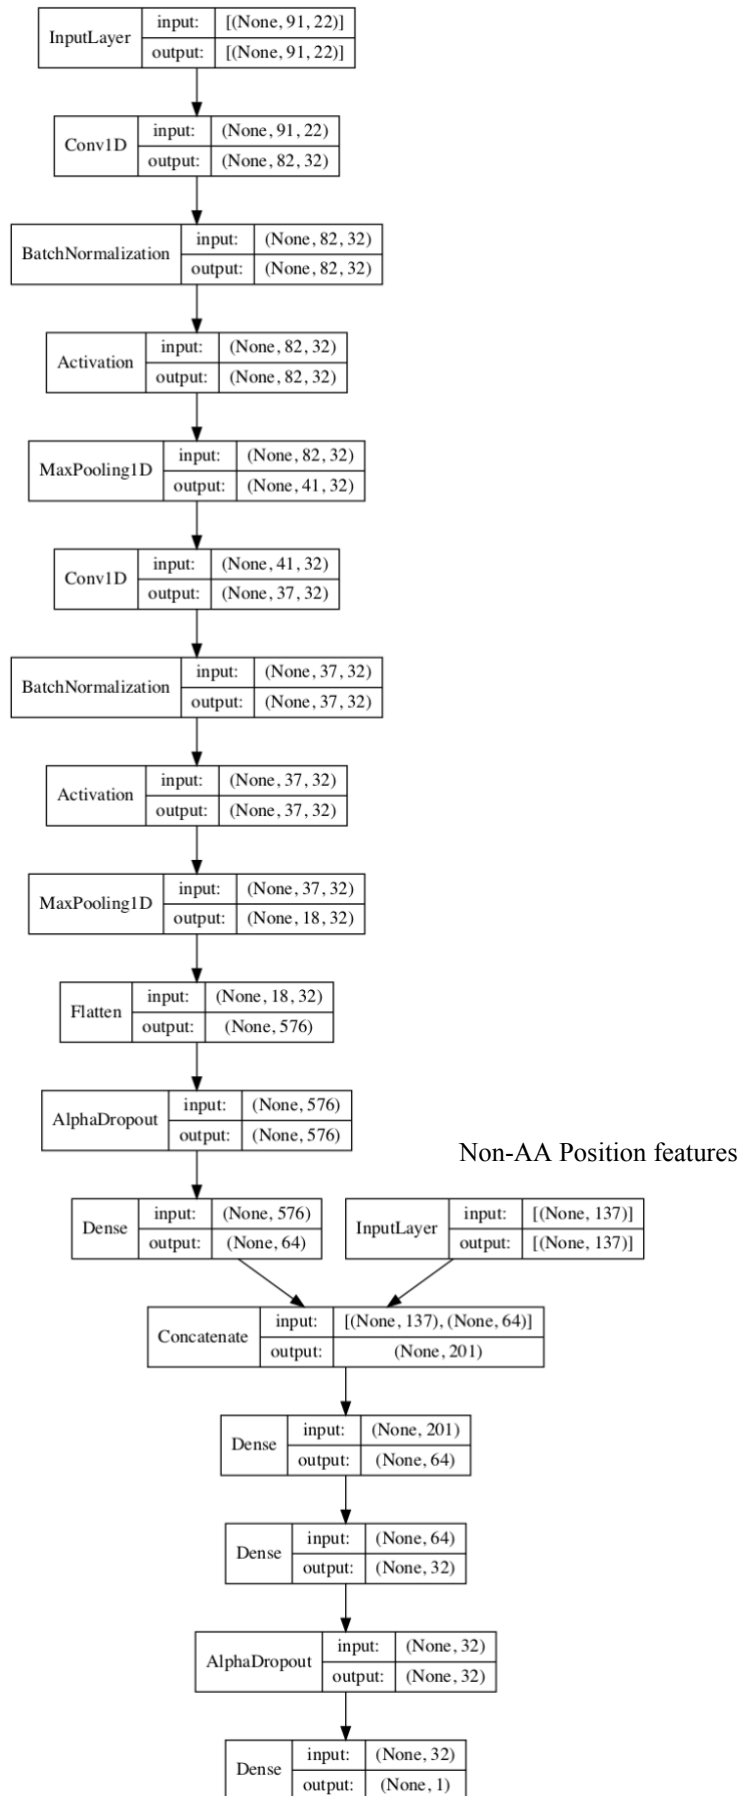 InputLayer
input: [(None, 91, 22)]
output: [(None, 91, 22)]
Conv1D
input: (None, 91, 22)
output: (None, 82, 32)
BatchNormalization
input: (None, 82, 32)
output: (None, 82, 32)
Activation
input: (None, 82, 32)
output: (None, 82, 32)
MaxPooling1D
input: (None, 82, 32)
output: (None, 41, 32)
Conv1D
input: (None, 41, 32)
output: (None, 37, 32)
BatchNormalization
input: (None, 37, 32)
output: (None, 37, 32)
Activation
input: (None, 37, 32)
output: (None, 37, 32)
MaxPooling1D
input: (None, 37, 32)
output: (None, 18, 32)
Flatten
input: (None, 18, 32)
output: (None, 576)
AlphaDropout
input: (None, 576)
output: (None, 576)
Non-AA Position features
Dense
input: (None, 576)
output: (None, 64)
InputLayer
input: [(None, 137)]
output: [(None, 137)]
Concatenate
input: [(None, 137), (None, 64)]
output: (None, 201)
Dense
input: (None, 201)
output: (None, 64)
Dense
input: (None, 64)
output: (None, 32)
AlphaDropout
input: (None, 32)
output: (None, 32)
Dense
input: (None, 32)
output: (None, 1)